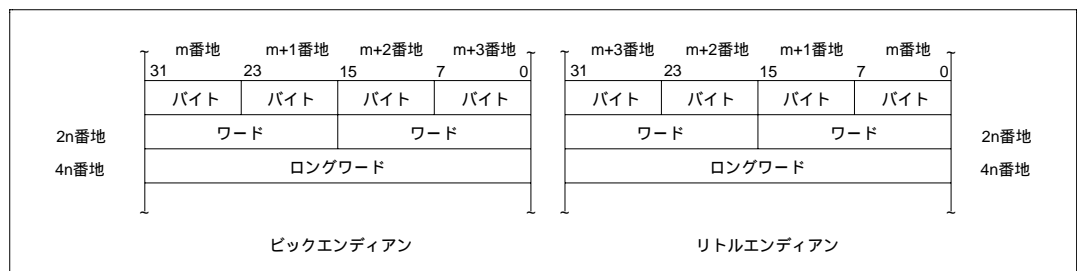 m番地 m+1番地 m+2番地 m+3番地 m+3番地 m+2番地 m+1番地 m番地
31 23 15 7 0 31 23 15 7 0
バイト バイト バイト バイト バイト バイト バイト バイト
2n番地 ワード ワード ワード ワード 2n番地
4n番地 ロングワード ロングワード 4n番地
ビックエンディアン リトルエンディアン